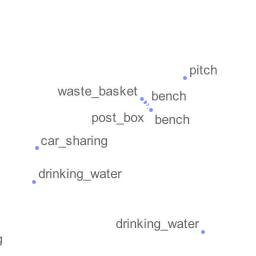 pitch
waste_basket
bench
post_box
bench
car_sharing
drinking_water
drinking_water
g